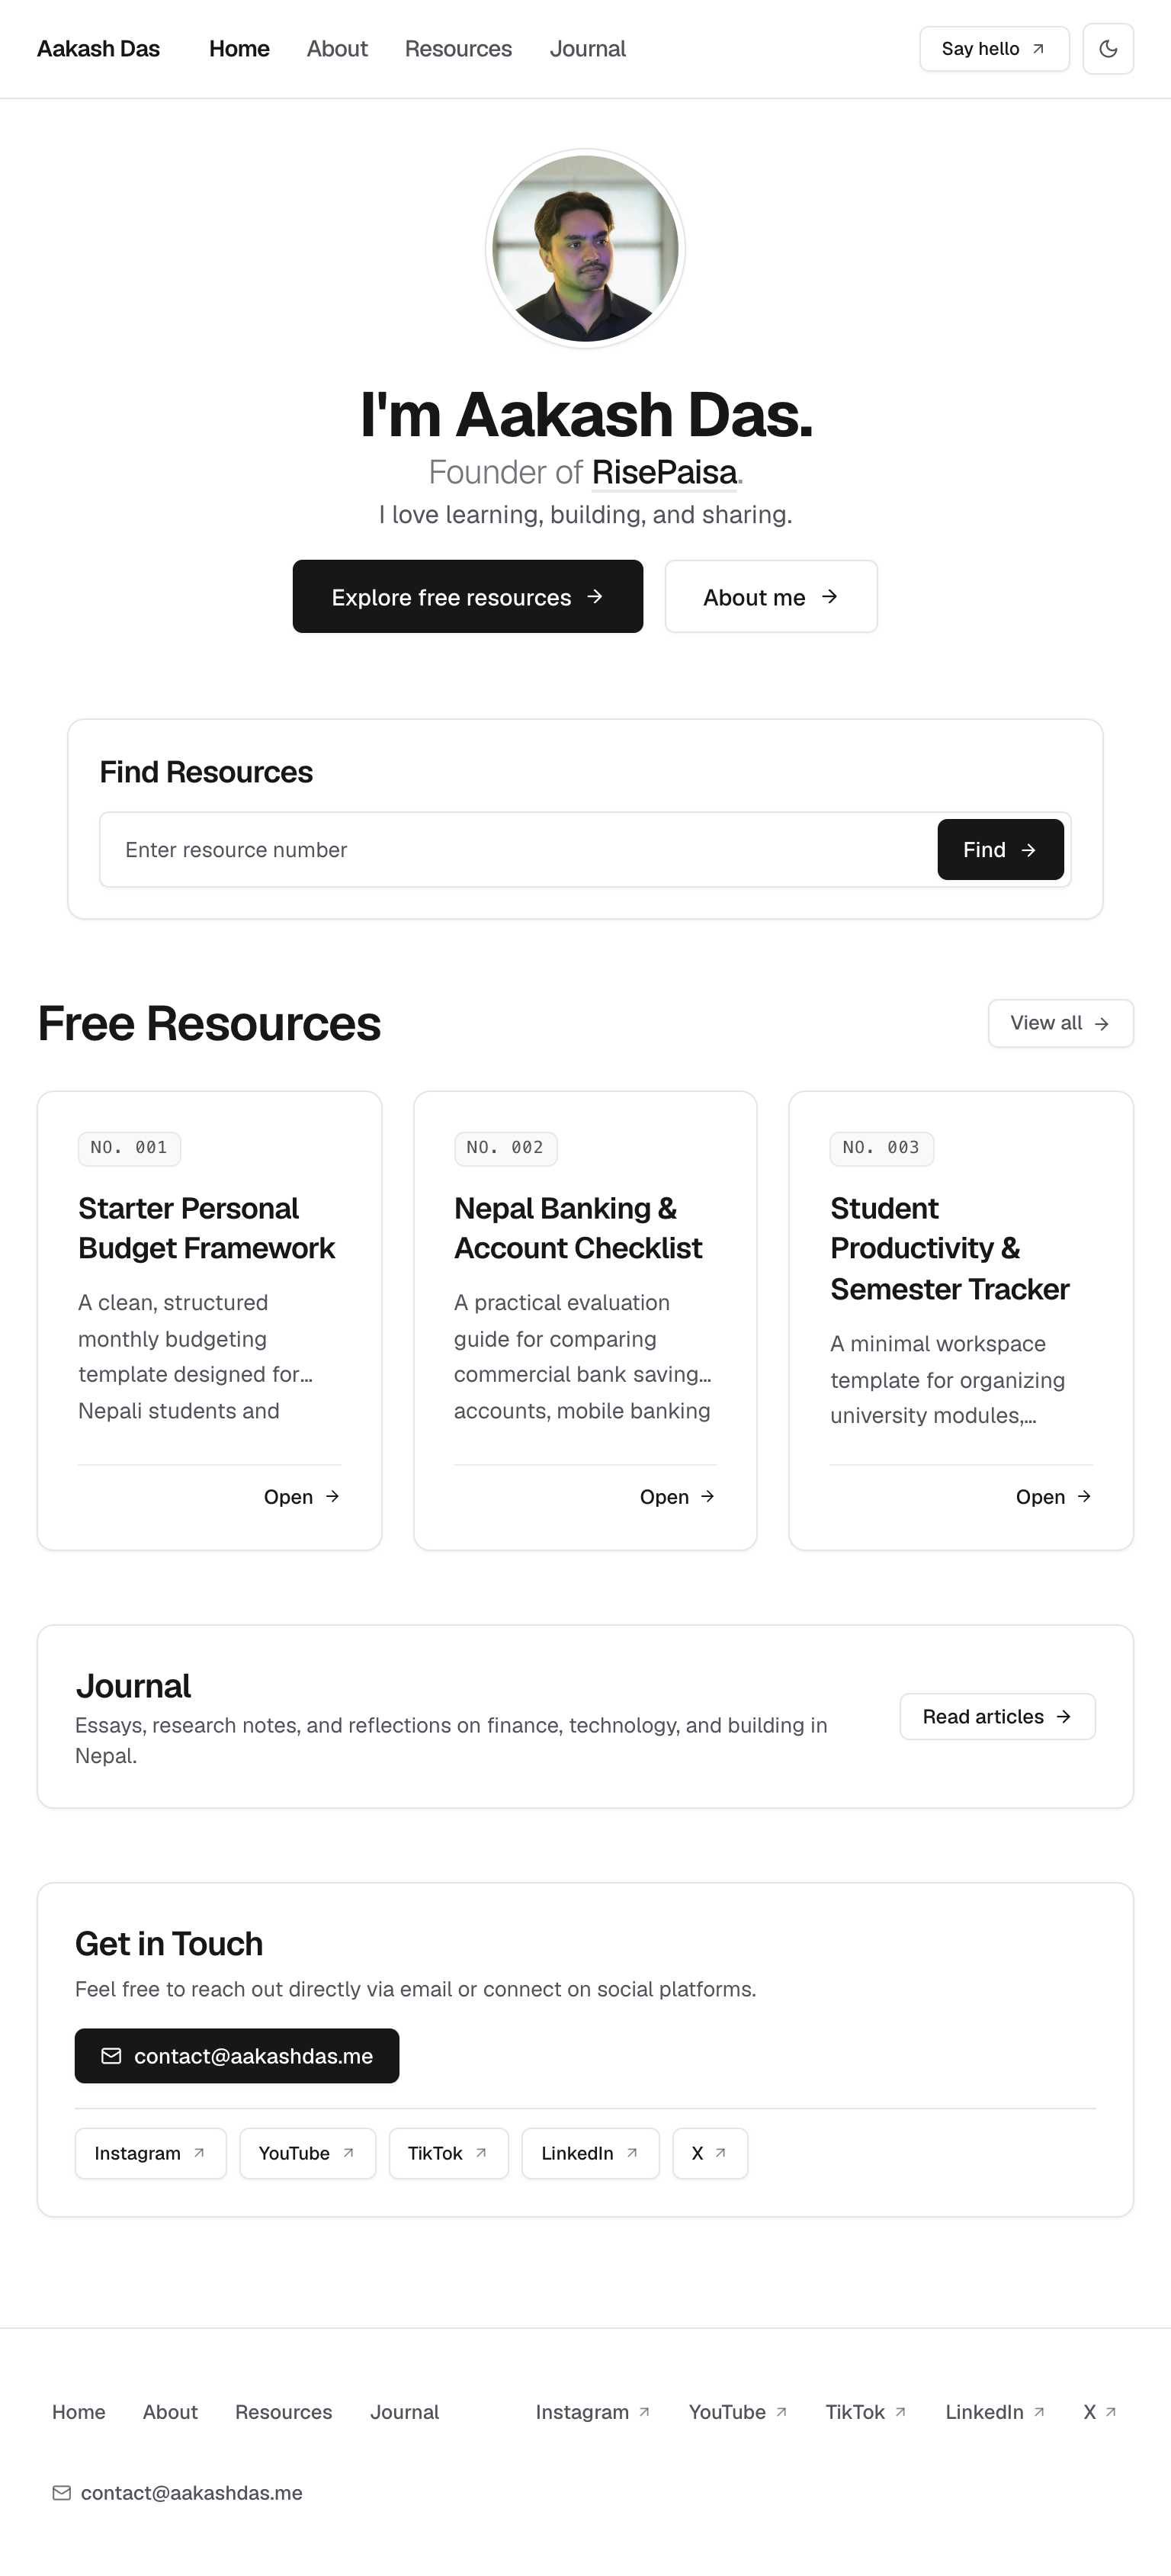 Aakash Das
Home
About
Resources
Journal
Say hello
I'm Aakash Das.
Founder of RisePaisa.
I love learning, building, and sharing.
Explore free resources
About me
Find Resources
Enter resource number
Find
Free Resources
View all
NO. 001
Starter Personal
Budget Framework
A clean, structured
monthly budgeting
template designed for…
Nepali students and
Open
NO. 002
Nepal Banking &
Account Checklist
A practical evaluation
guide for comparing
commercial bank saving…
accounts, mobile banking
Open
NO. 003
Student
Productivity &
Semester Tracker
A minimal workspace
template for organizing
university modules,…
Open
Journal
Essays, research notes, and reflections on finance, technology, and building in
Nepal.
Read articles
Get in Touch
Feel free to reach out directly via email or connect on social platforms.
contact@aakashdas.me
Instagram
YouTube
TikTok
LinkedIn
X
Home
About
Resources
Journal
Instagram
YouTube
TikTok
LinkedIn
X
contact@aakashdas.me